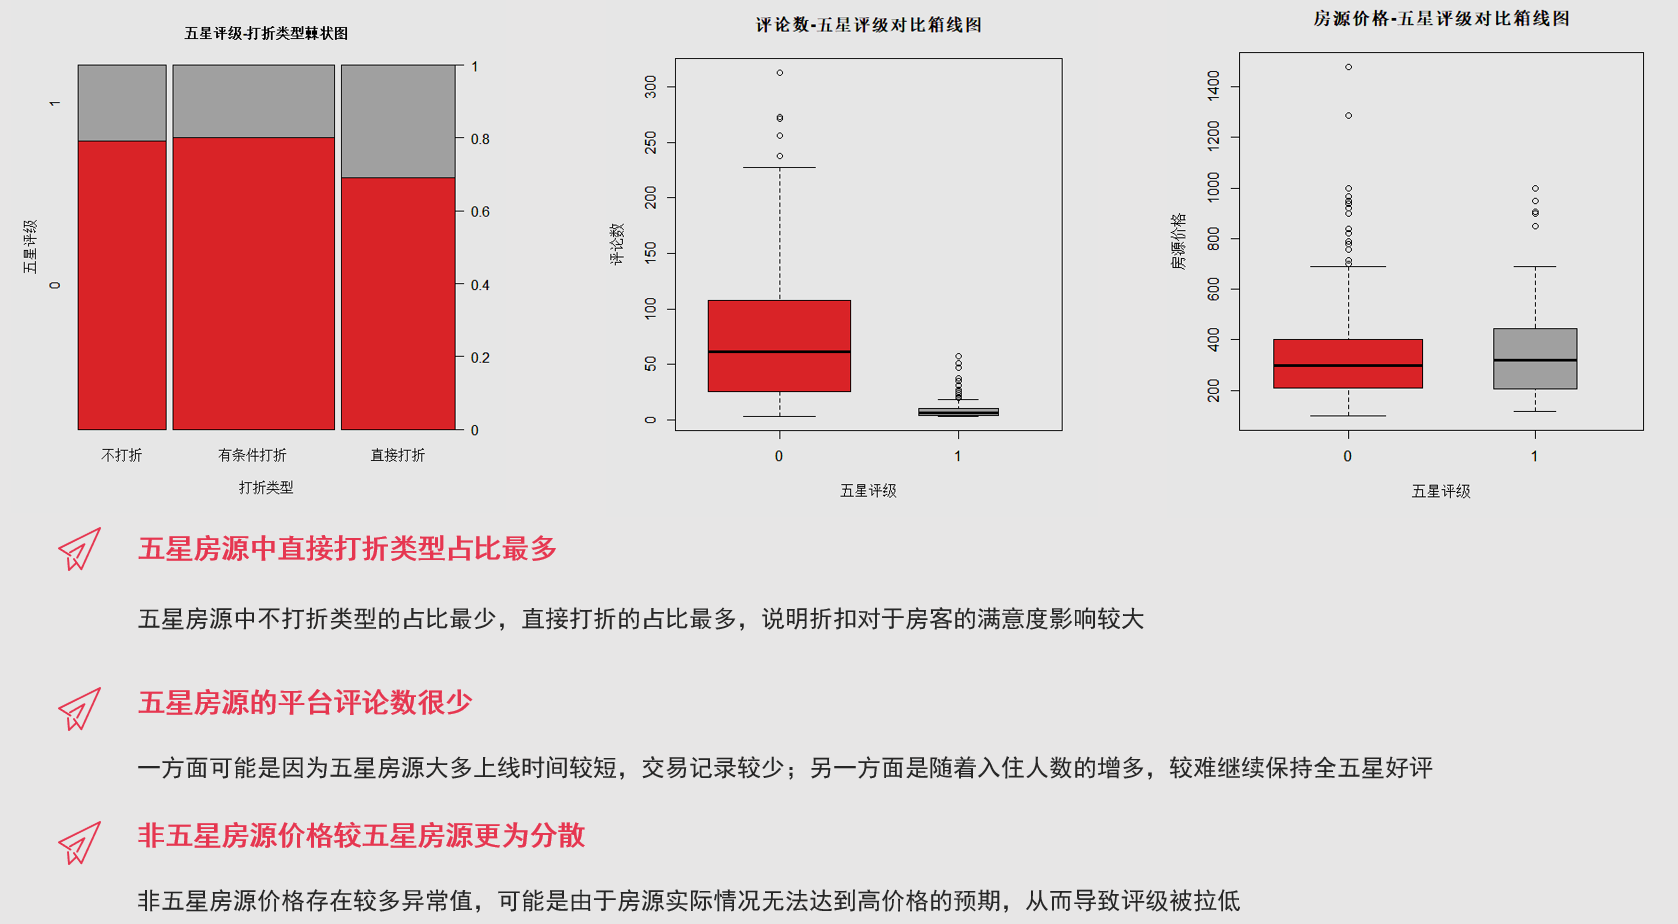 五星评级-打折类型棘状图
1
0
五星评级
1
0.8
0.6
0.4
0.2
0
不打折 有条件打折 直接打折
打折类型
评论数-五星评级对比箱线图
评论数
300
250
200
150
100
50
0
0 1
五星评级
房源价格-五星评级对比箱线图
房源价格
1400
1200
1000
800
600
400
200
0 1
五星评级
五星房源中直接打折类型占比最多
五星房源中不打折类型的占比最少，直接打折的占比最多，说明折扣对于房客的满意度影响较大
五星房源的平台评论数很少
一方面可能是因为五星房源大多上线时间较短，交易记录较少；另一方面是随着入住人数的增多，较难继续保持全五星好评
非五星房源价格较五星房源更为分散
非五星房源价格存在较多异常值，可能是由于房源实际情况无法达到高价格的预期，从而导致评级被拉低